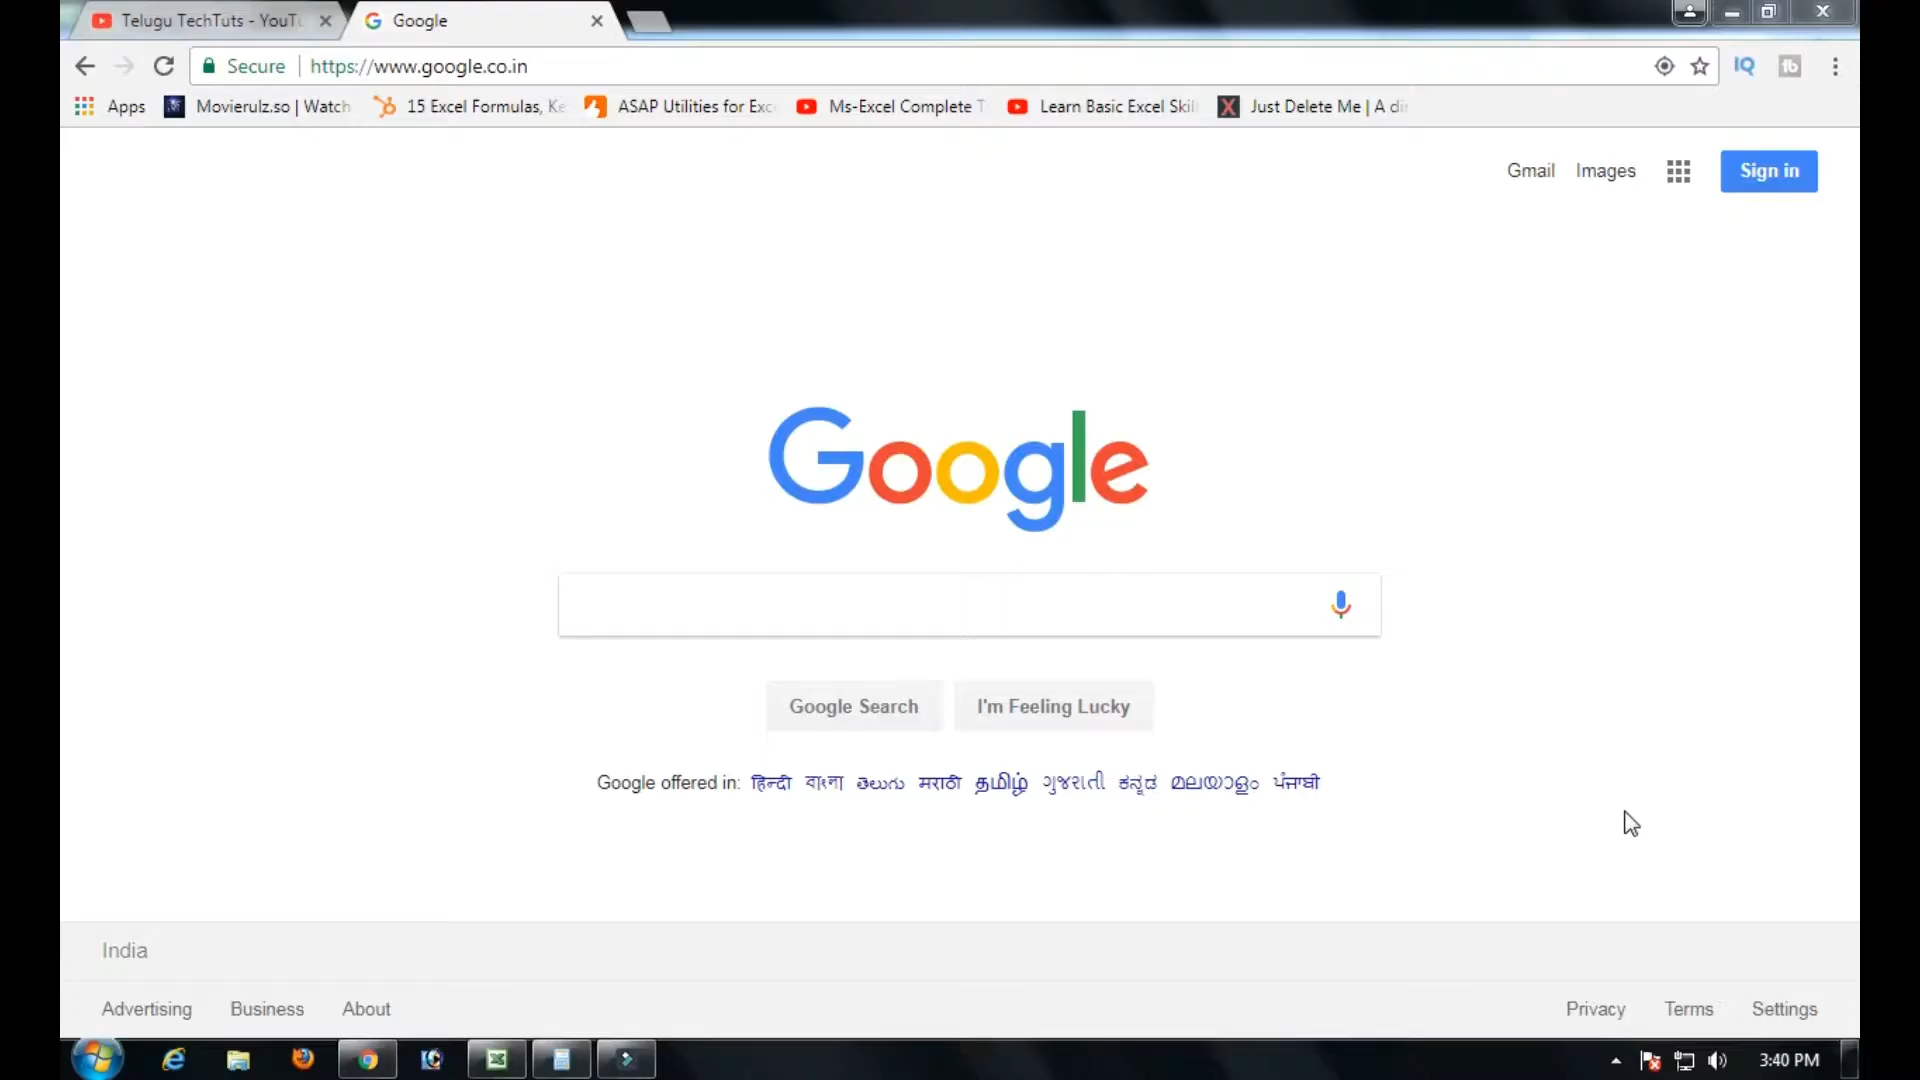 Telugu TechTuts - YouTu
Google
Secure https://www.google.co.in
Apps Movierulz.so | Watch 15 Excel Formulas, Ke ASAP Utilities for Exc Ms-Excel Complete T Learn Basic Excel Skil Just Delete Me | A di
Gmail Images Sign in
Google
Google Search I'm Feeling Lucky
Google offered in: हिन्दी বাংলা తెలుగు मराठी தமிழ் ગુજરાતી ಕನ್ನಡ മലയാളം ਪੰਜਾਬੀ
India
Advertising Business About Privacy Terms Settings
3:40 PM